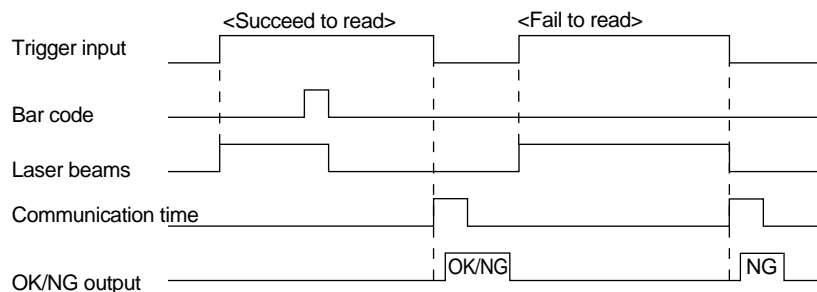 <Succeed to read>
<Fail to read>
Trigger input
Bar code
Laser beams
Communication time
OK/NG output
OK/NG
NG